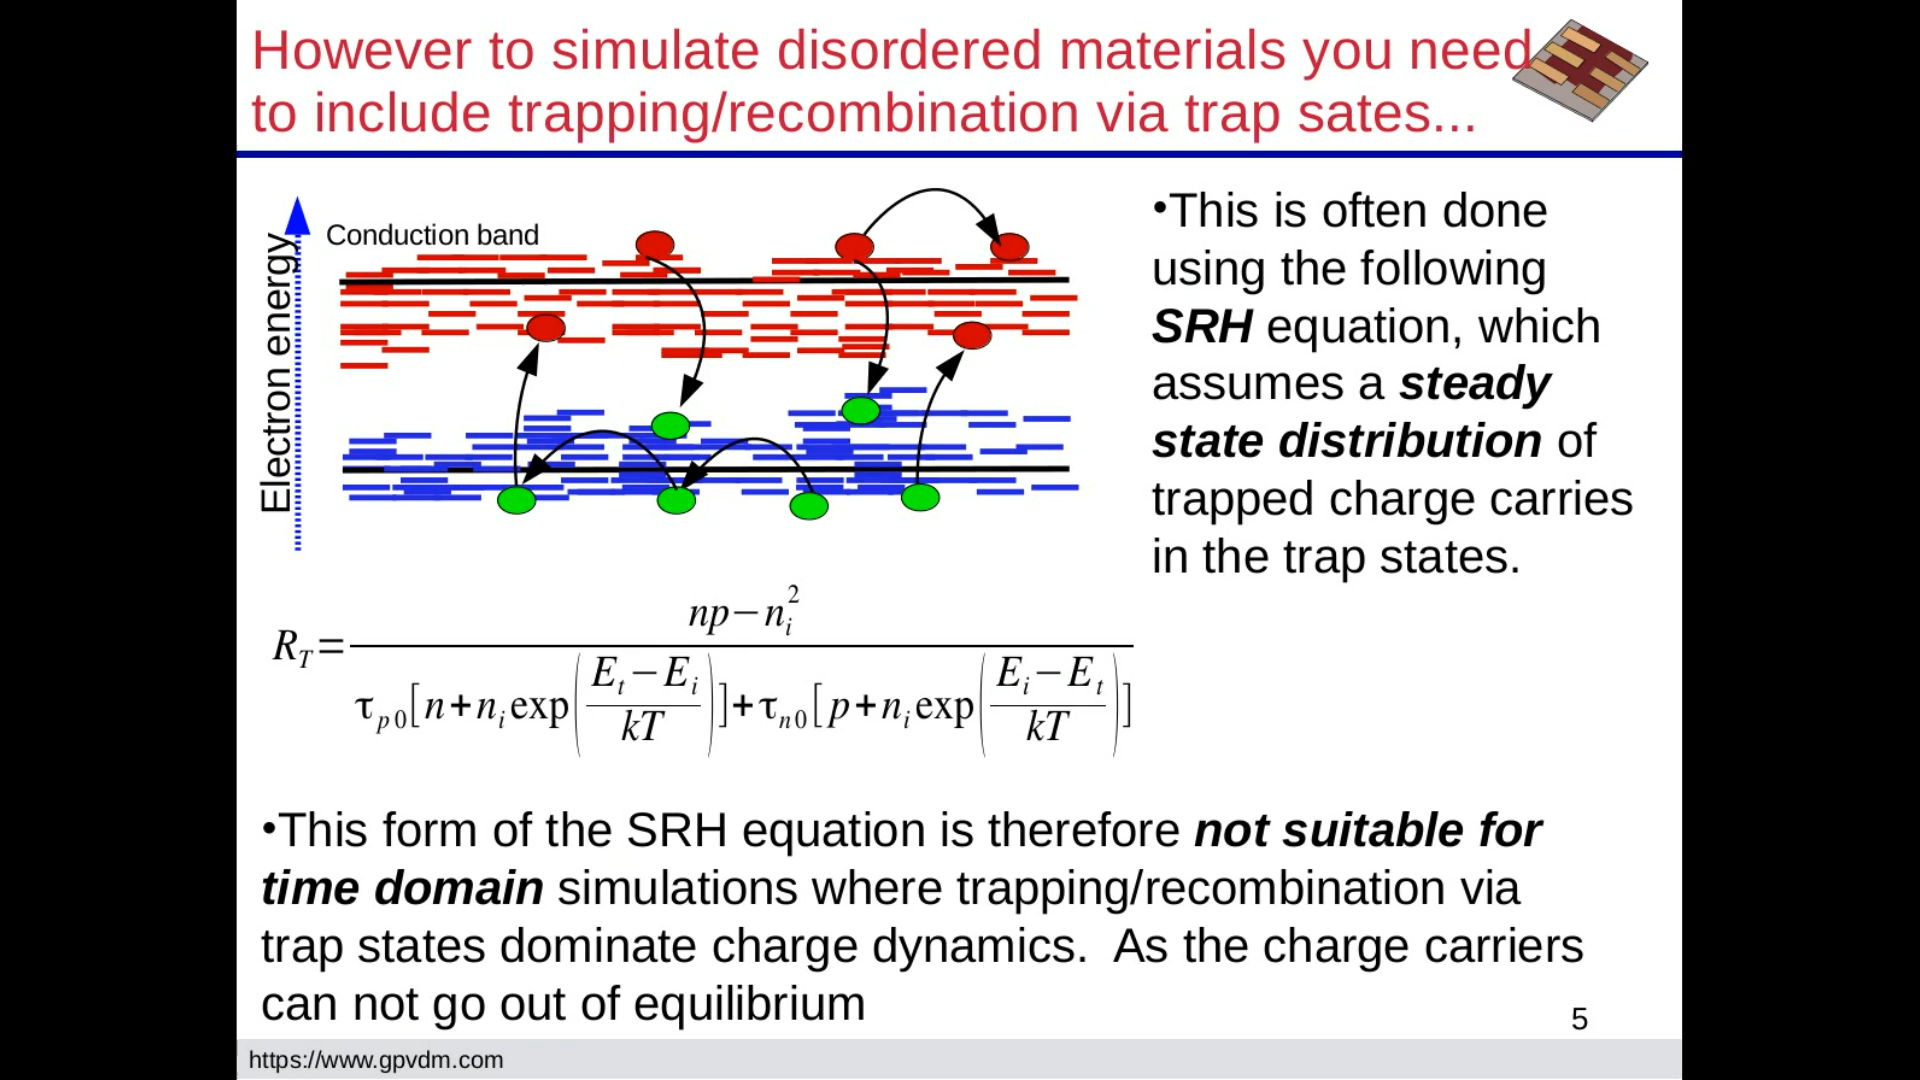 However to simulate disordered materials you need
to include trapping/recombination via trap sates...
Electron energy
Conduction band
•This is often done
using the following
SRH equation, which
assumes a steady
state distribution of
trapped charge carries
in the trap states.
R_T = (np − n_i^2) / (τ_p0[n + n_i exp((E_t − E_i)/kT)] + τ_n0[p + n_i exp((E_i − E_t)/kT)])
•This form of the SRH equation is therefore not suitable for
time domain simulations where trapping/recombination via
trap states dominate charge dynamics.  As the charge carriers
can not go out of equilibrium
5
https://www.gpvdm.com